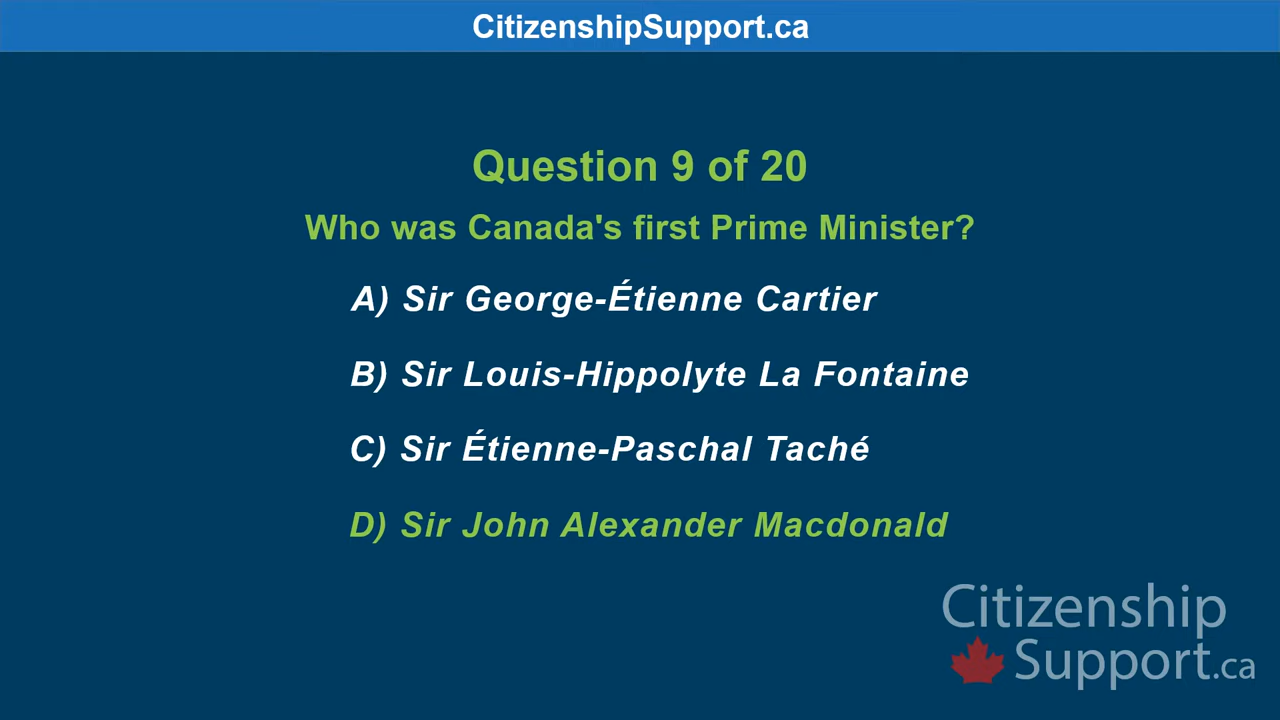 CitizenshipSupport.ca
Question 9 of 20
Who was Canada's first Prime Minister?
A) Sir George-Étienne Cartier
B) Sir Louis-Hippolyte La Fontaine
C) Sir Étienne-Paschal Taché
D) Sir John Alexander Macdonald
Citizenship
Support.ca